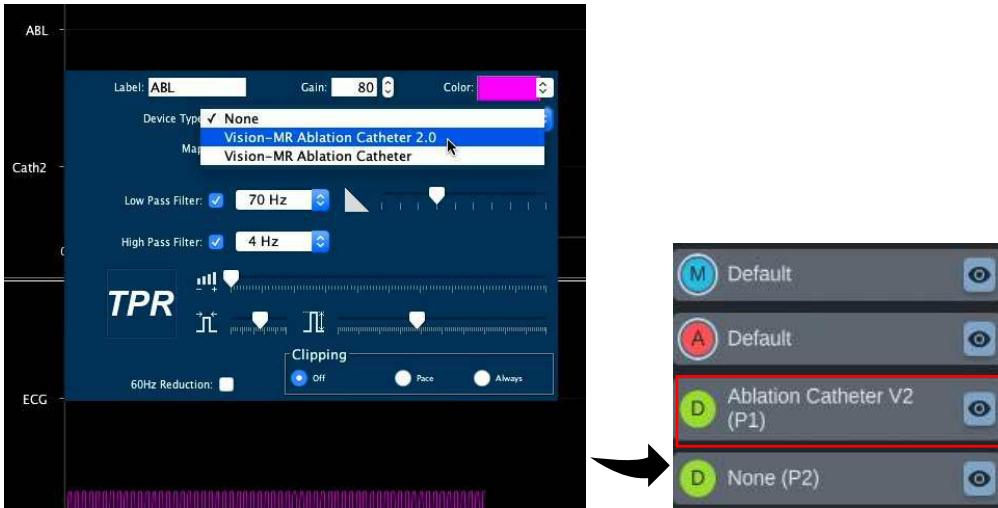 ABL
Label: ABL Gain: 80 Color:
Device Type ✓ None
Vision-MR Ablation Catheter 2.0
Map
Vision-MR Ablation Catheter
Cath2
Low Pass Filter: 70 Hz
High Pass Filter: 4 Hz
TPR
Clipping
Off Pace Always
60Hz Reduction:
ECG
M Default
A Default
D Ablation Catheter V2
(P1)
D None (P2)